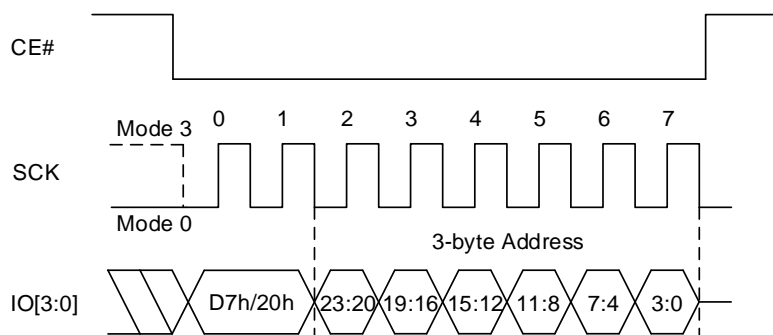 CE#
Mode 3
0 1 2 3 4 5 6 7
SCK
Mode 0
3-byte Address
IO[3:0]
D7h/20h 23:20 19:16 15:12 11:8 7:4 3:0